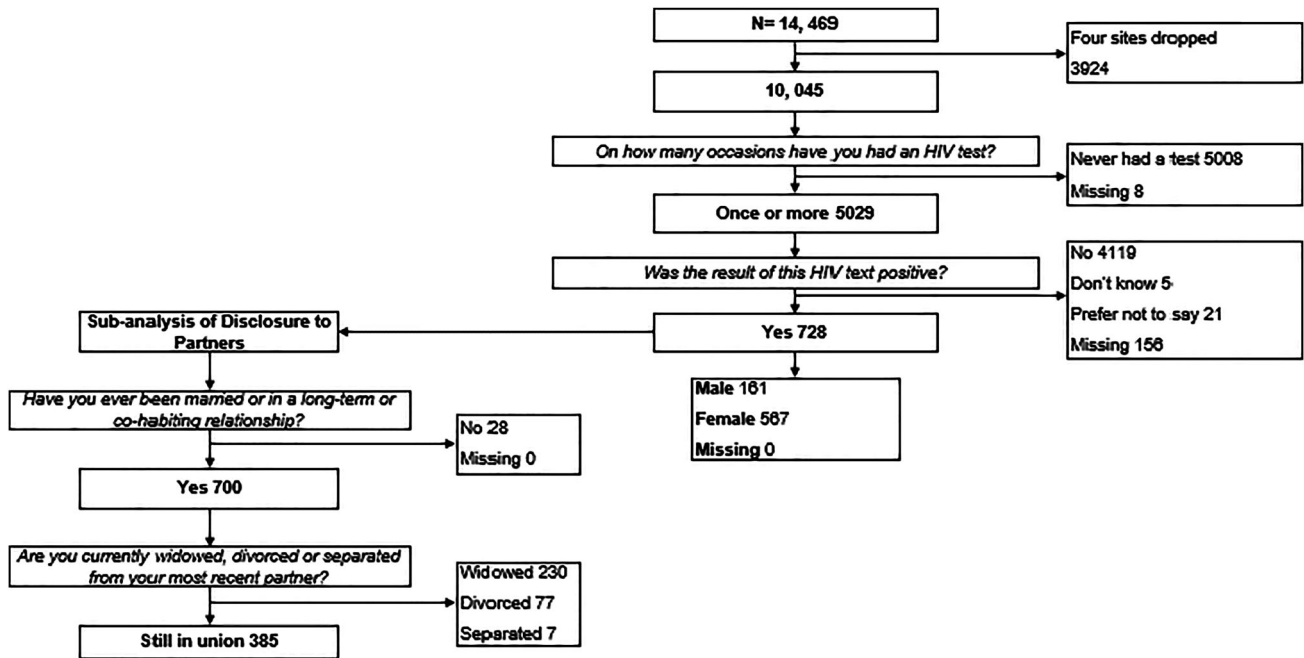 N= 14, 469
Four sites dropped
3924
10, 045
On how many occasions have you had an HIV test?
Never had a test 5008
Missing 8
Once or more 5029
Was the result of this HIV text positive?
No 4119
Don't know 5
Prefer not to say 21
Missing 156
Yes 728
Sub-analysis of Disclosure to
Partners
Male 161
Female 567
Missing 0
Have you ever been married or in a long-term or
co-habiting relationship?
No 28
Missing 0
Yes 700
Are you currently widowed, divorced or separated
from your most recent partner?
Widowed 230
Divorced 77
Separated 7
Still in union 385